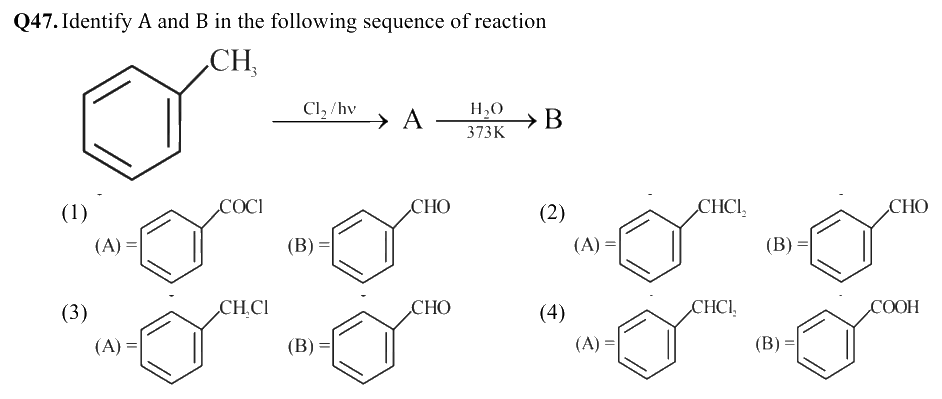 Q47. Identify A and B in the following sequence of reaction
CH₃
Cl₂/hν A H₂O 373K B
(1) (A) = COCl (B) = CHO (2) (A) = CHCl₂ (B) = CHO
(3) (A) = CH₂Cl (B) = CHO (4) (A) = CHCl₂ (B) = COOH